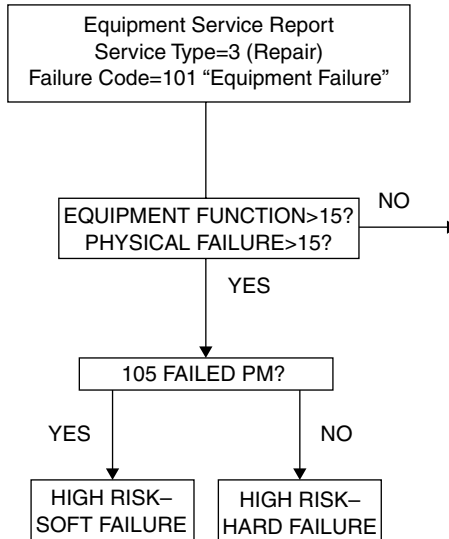 Equipment Service Report
Service Type=3 (Repair)
Failure Code=101 “Equipment Failure”
NO
EQUIPMENT FUNCTION>15?
PHYSICAL FAILURE>15?
YES
105 FAILED PM?
YES
NO
HIGH RISK–
SOFT FAILURE
HIGH RISK–
HARD FAILURE